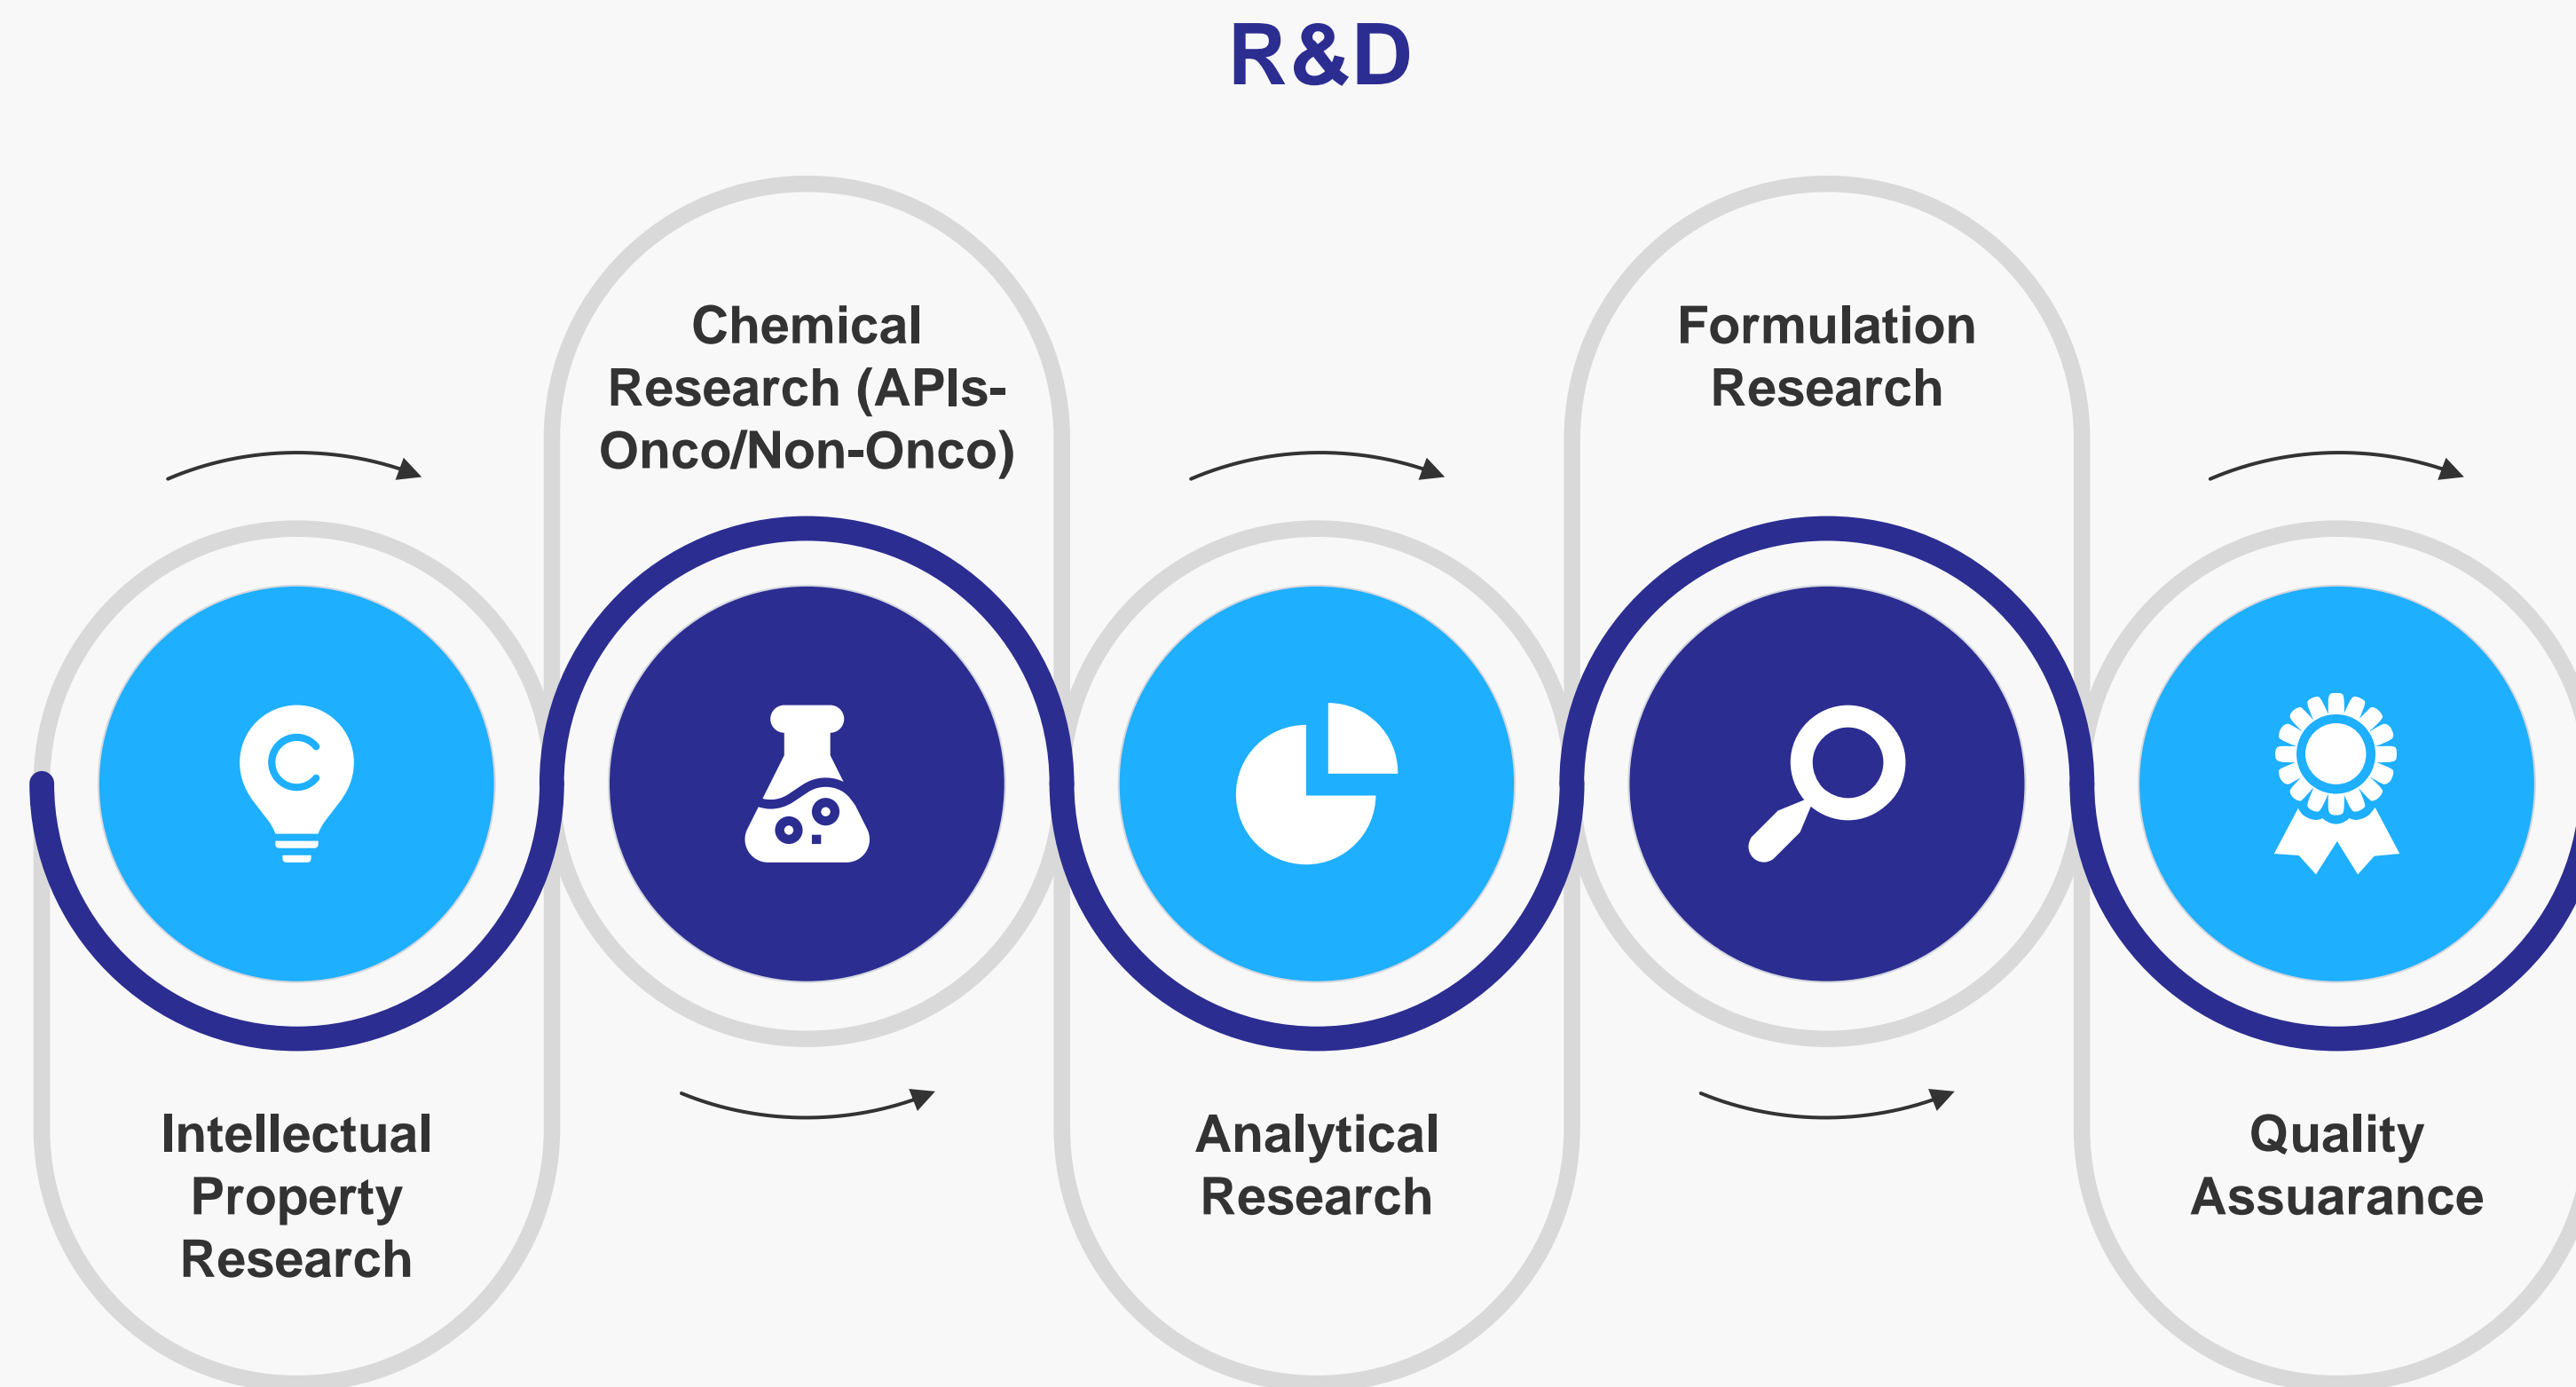 R&D
Intellectual
Property
Research
Chemical
Research (APIs-
Onco/Non-Onco)
Analytical
Research
Formulation
Research
Quality
Assuarance